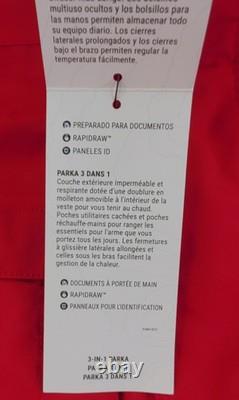 multiuso ocultos y los bolsillos para
las manos permiten almacenar todo
su equipo diario. Los cierres
laterales prolongados y los cierres
bajo el brazo permiten regular la
temperatura fácilmente.
PREPARADO PARA DOCUMENTOS
RAPIDRAW™
PANELES ID
PARKA 3 DANS 1
Couche extérieure imperméable et
respirante dotée d'une doublure en
molleton amovible à l'intérieur de la
veste pour vous tenir au chaud.
Poches utilitaires cachées et poches
réchauffe-mains pour ranger les
essentiels pour l'arme que vous
portez tous les jours. Les fermetures
à glissière latérales allongées et
celles sous les bras facilitent la
gestion de la chaleur.
DOCUMENTS À PORTÉE DE MAIN
RAPIDRAW™
PANNEAUX POUR L'IDENTIFICATION
3-IN-1 PARKA
PARKA 3 DANS 1
ebay